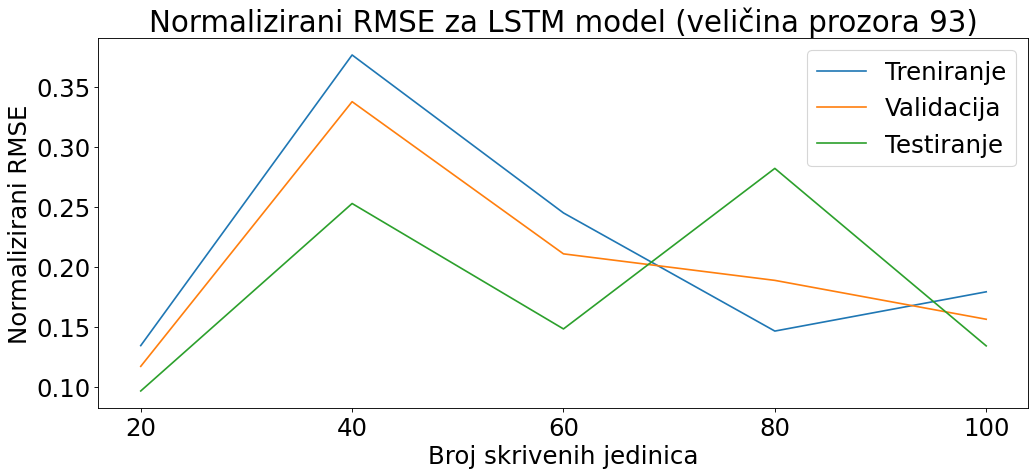 Normalizirani RMSE za LSTM model (veličina prozora 93)
Treniranje
Validacija
Testiranje
Normalizirani RMSE
0.35
0.30
0.25
0.20
0.15
0.10
20 40 60 80 100
Broj skrivenih jedinica